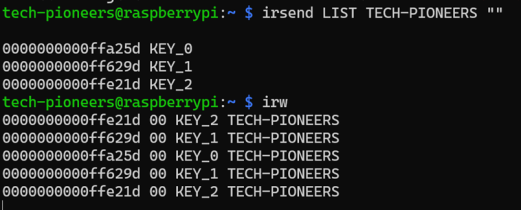 tech-pioneers@raspberrypi:~ $ irsend LIST TECH-PIONEERS ""
0000000000ffa25d KEY_0
0000000000ff629d KEY_1
0000000000ffe21d KEY_2
tech-pioneers@raspberrypi:~ $ irw
0000000000ffe21d 00 KEY_2 TECH-PIONEERS
0000000000ff629d 00 KEY_1 TECH-PIONEERS
0000000000ffa25d 00 KEY_0 TECH-PIONEERS
0000000000ff629d 00 KEY_1 TECH-PIONEERS
0000000000ffe21d 00 KEY_2 TECH-PIONEERS